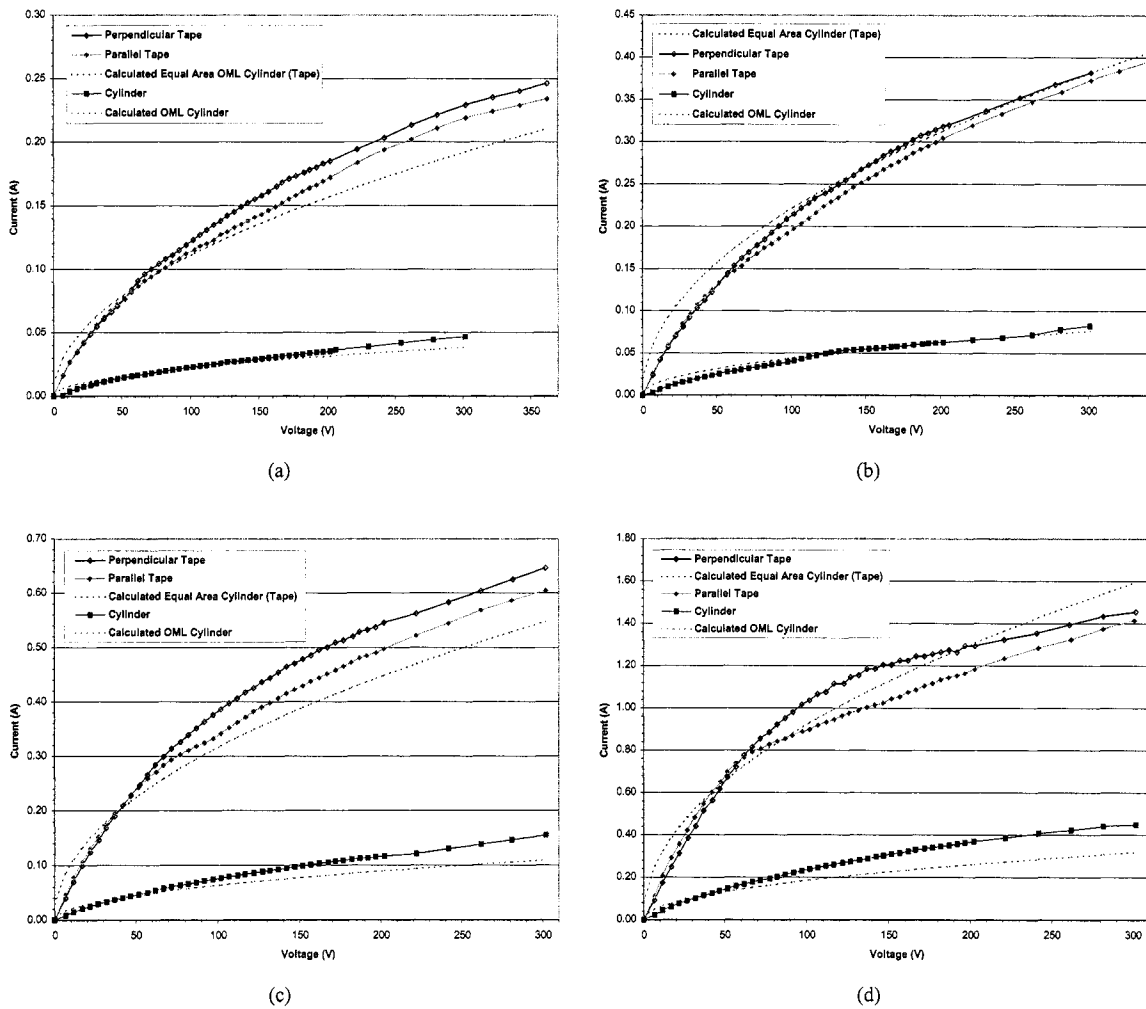 0.30
0.25
0.20
0.15
0.10
0.05
0.00
Current (A)
Perpendicular Tape
Parallel Tape
Calculated Equal Area OML Cylinder (Tape)
Cylinder
Calculated OML Cylinder
0 50 100 150 200 250 300 350
Voltage (V)
(a)
0.45
0.40
0.35
0.30
0.25
0.20
0.15
0.10
0.05
0.00
Current (A)
Calculated Equal Area Cylinder (Tape)
Perpendicular Tape
Parallel Tape
Cylinder
Calculated OML Cylinder
0 50 100 150 200 250 300
Voltage (V)
(b)
0.70
0.60
0.50
0.40
0.30
0.20
0.10
0.00
Current (A)
Perpendicular Tape
Parallel Tape
Calculated Equal Area Cylinder (Tape)
Cylinder
Calculated OML Cylinder
0 50 100 150 200 250 300
Voltage (V)
(c)
1.80
1.60
1.40
1.20
1.00
0.80
0.60
0.40
0.20
0.00
Current (A)
Perpendicular Tape
Calculated Equal Area Cylinder (Tape)
Parallel Tape
Cylinder
Calculated OML Cylinder
0 50 100 150 200 250 300
Voltage (V)
(d)